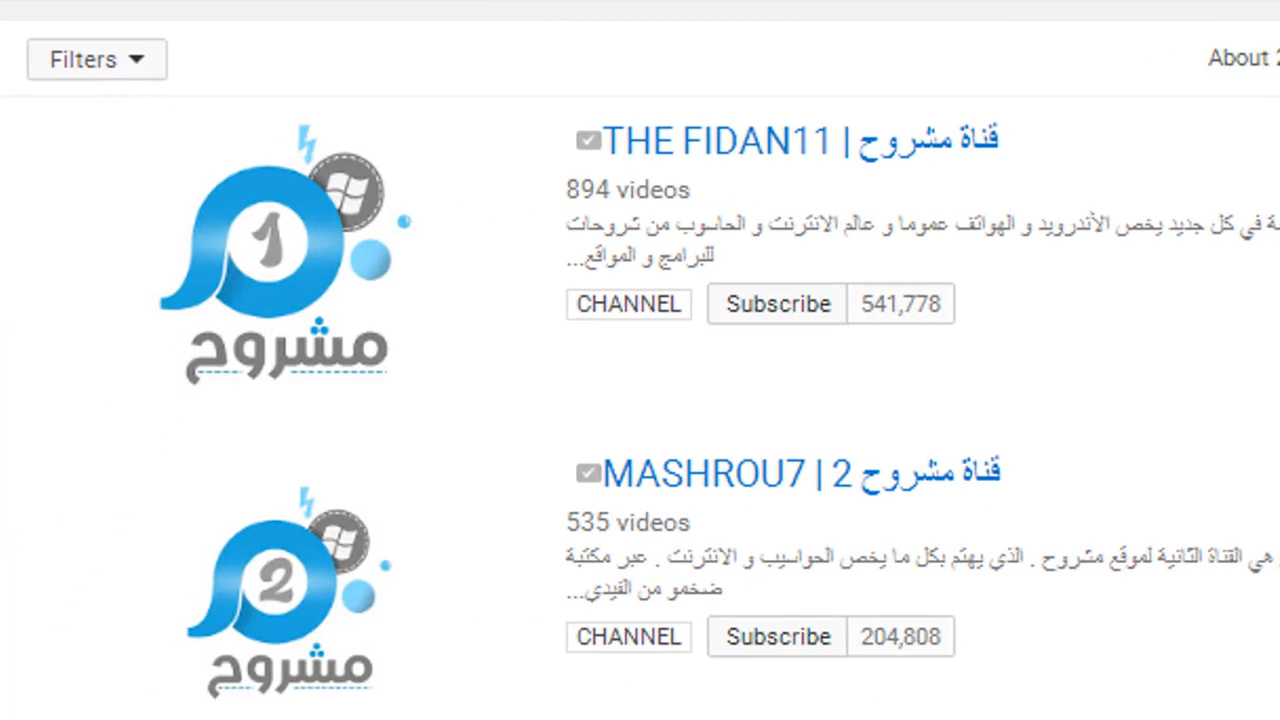 Filters
About
1
مشروح
THE FIDAN11 | قناة مشروح
894 videos
في كل جديد يخص الأندرويد و الهواتف عموما و عالم الانترنت و الحاسوب من شروحات
للبرامج و المواقع...
CHANNEL Subscribe 541,778
2
مشروح
MASHROU7 | 2 قناة مشروح
535 videos
هي القناة الثانية لموقع مشروح . الذي يهتم بكل ما يخص الحواسيب و الانترنت . عبر مكتبة
ضخمو من الفيدي...
CHANNEL Subscribe 204,808